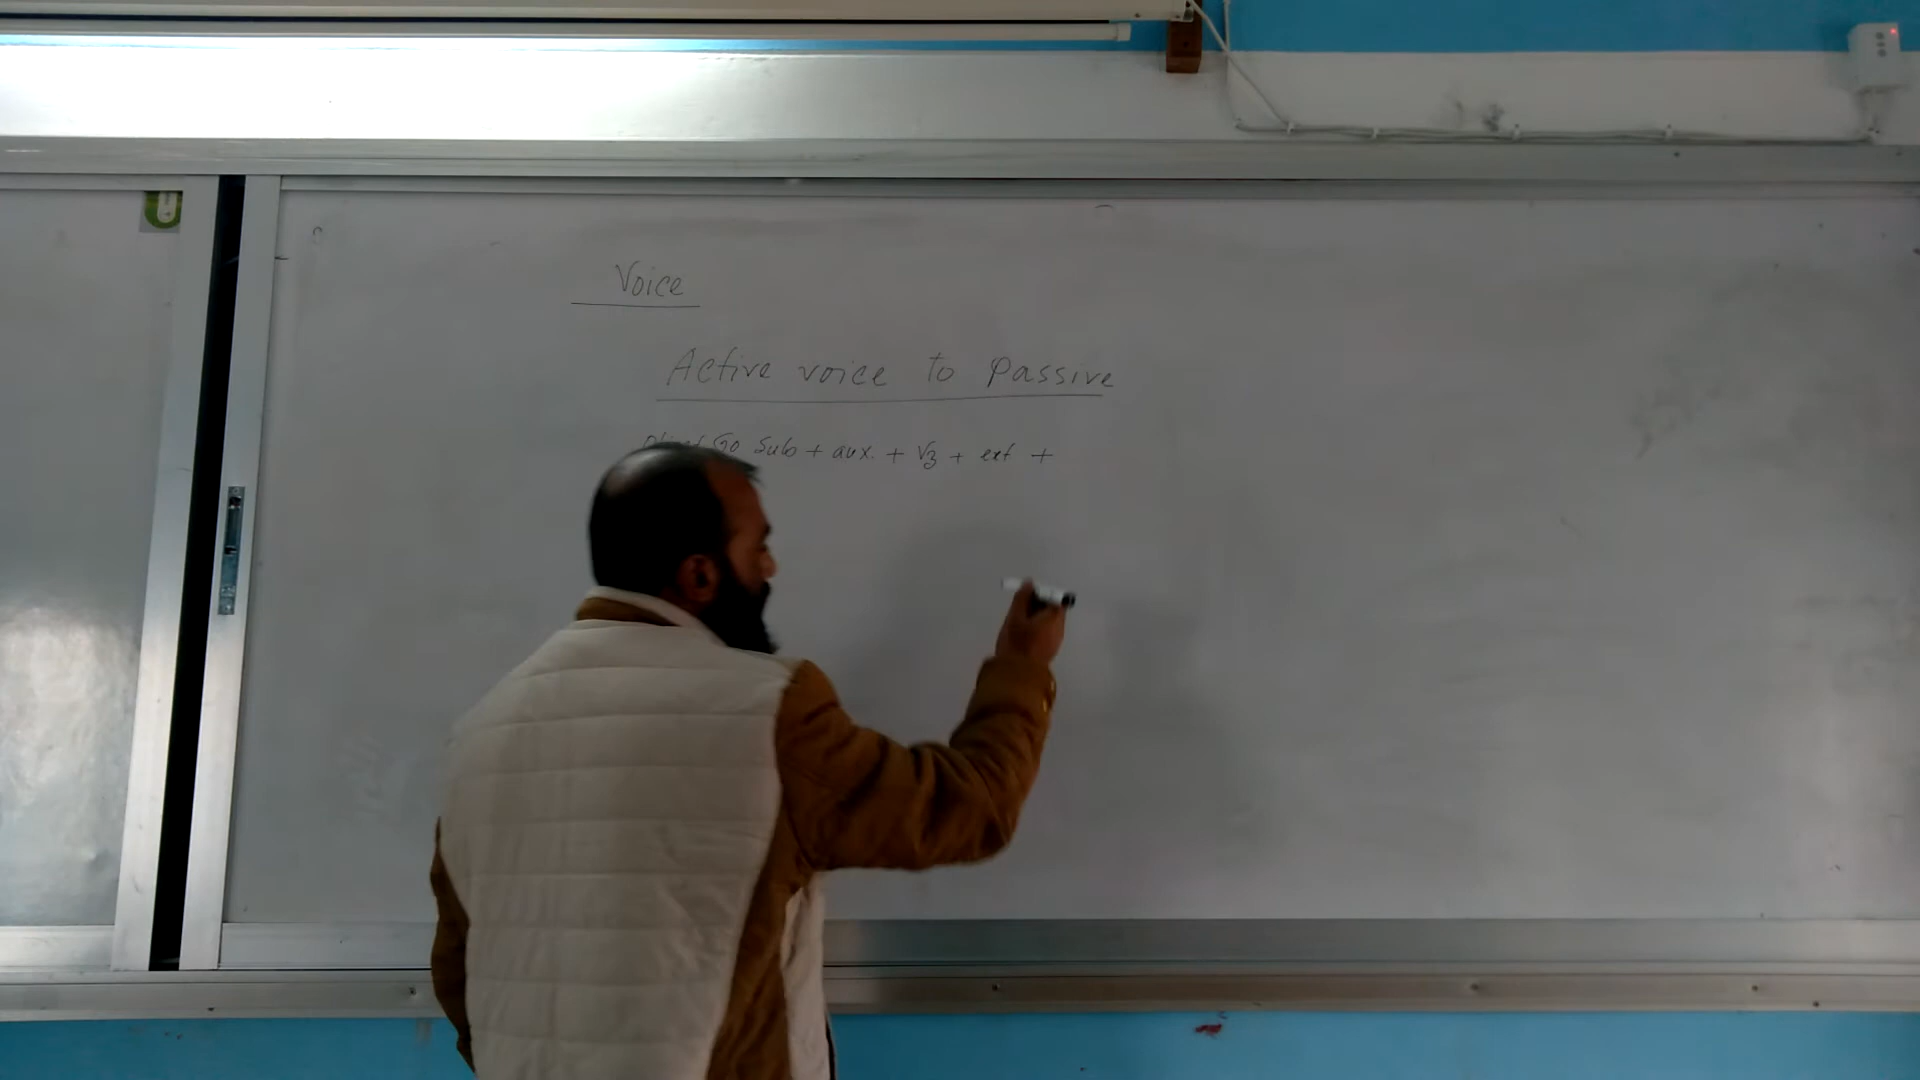 Voice
Active voice to Passive
Sub + aux. + V3 + ext +